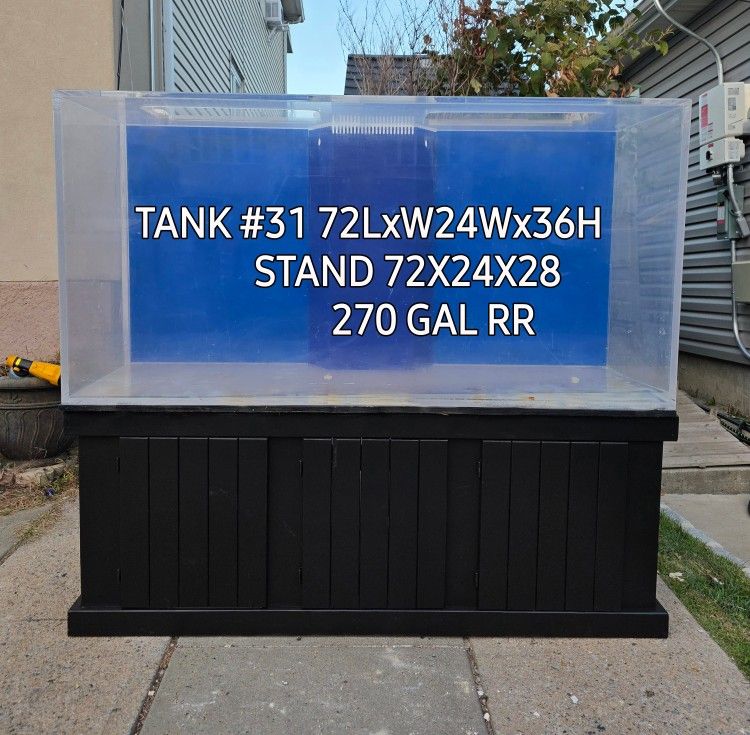 TANK #31 72LxW24Wx36H
STAND 72X24X28
270 GAL RR